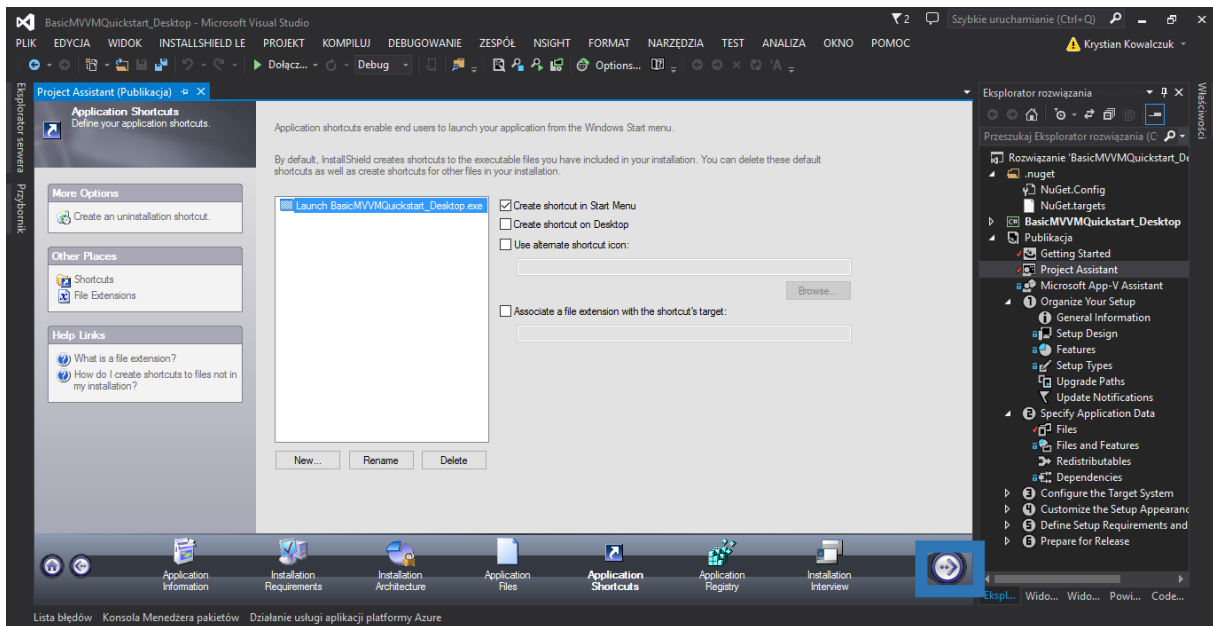 BasicMVVMQuickstart_Desktop - Microsoft Visual Studio
2
Szybkie uruchamianie (Ctrl+Q)
PLIK EDYCJA WIDOK INSTALLSHIELD LE PROJEKT KOMPILUJ DEBUGOWANIE ZESPÓŁ NSIGHT FORMAT NARZĘDZIA TEST ANALIZA OKNO POMOC
Krystian Kowalczuk
Dołącz... Debug Options...
Eksplorator serwera
Przybornik
Project Assistant (Publikacja)
Application Shortcuts
Define your application shortcuts.
More Options
Create an uninstallation shortcut.
Other Places
Shortcuts
File Extensions
Help Links
What is a file extension?
How do I create shortcuts to files not in
my installation?
Application shortcuts enable end users to launch your application from the Windows Start menu.
By default, InstallShield creates shortcuts to the executable files you have included in your installation. You can delete these default
shortcuts as well as create shortcuts for other files in your installation.
Launch BasicMVVMQuickstart_Desktop.exe
Create shortcut in Start Menu
Create shortcut on Desktop
Use alternate shortcut icon:
Browse...
Associate a file extension with the shortcut's target:
New... Rename Delete
Application
Information
Installation
Requirements
Installation
Architecture
Application
Files
Application
Shortcuts
Application
Registry
Installation
Interview
Eksplorator rozwiązania
Przeszukaj Eksplorator rozwiązania (C
Rozwiązanie 'BasicMVVMQuickstart_De
.nuget
NuGet.Config
NuGet.targets
BasicMVVMQuickstart_Desktop
Publikacja
Getting Started
Project Assistant
Microsoft App-V Assistant
1 Organize Your Setup
General Information
Setup Design
Features
Setup Types
Upgrade Paths
Update Notifications
2 Specify Application Data
Files
Files and Features
Redistributables
Dependencies
3 Configure the Target System
4 Customize the Setup Appearanc
5 Define Setup Requirements and
6 Prepare for Release
Ekspl... Wido... Wido... Powi... Code...
Właściwości
Lista błędów Konsola Menedżera pakietów Działanie usługi aplikacji platformy Azure